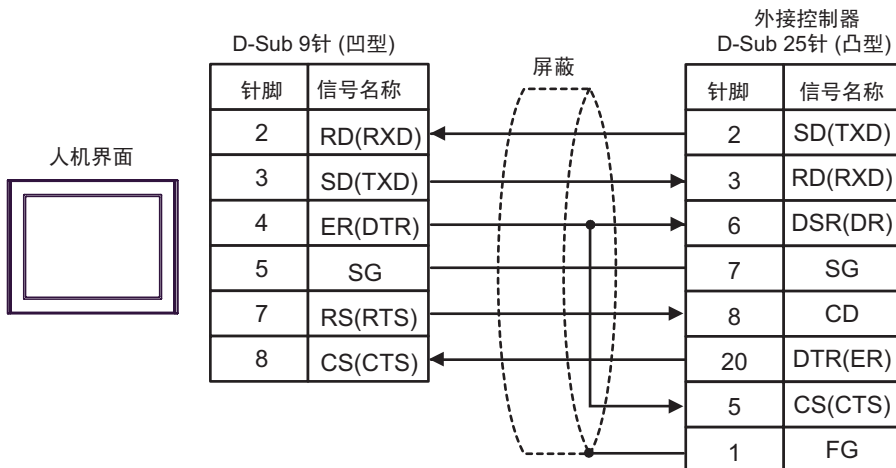 外接控制器
D-Sub 9针 (凹型)
D-Sub 25针 (凸型)
屏蔽
针脚 信号名称
针脚 信号名称
2 RD(RXD) 2 SD(TXD)
人机界面
3 SD(TXD) 3 RD(RXD)
4 ER(DTR) 6 DSR(DR)
5 SG 7 SG
7 RS(RTS) 8 CD
8 CS(CTS) 20 DTR(ER)
5 CS(CTS)
1 FG